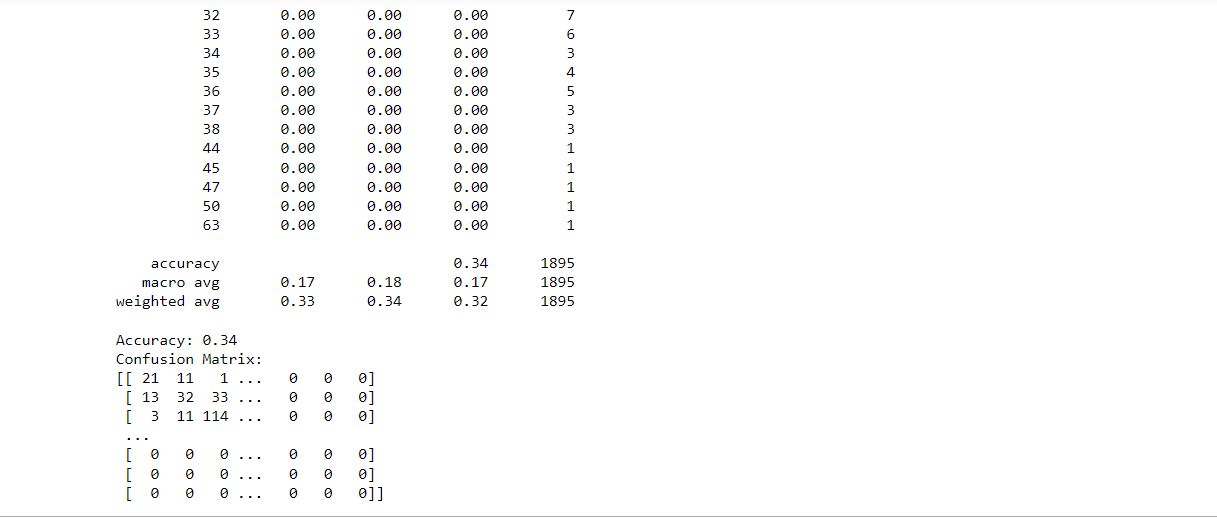 32 0.00 0.00 0.00 7
33 0.00 0.00 0.00 6
34 0.00 0.00 0.00 3
35 0.00 0.00 0.00 4
36 0.00 0.00 0.00 5
37 0.00 0.00 0.00 3
38 0.00 0.00 0.00 3
44 0.00 0.00 0.00 1
45 0.00 0.00 0.00 1
47 0.00 0.00 0.00 1
50 0.00 0.00 0.00 1
63 0.00 0.00 0.00 1
accuracy 0.34 1895
macro avg 0.17 0.18 0.17 1895
weighted avg 0.33 0.34 0.32 1895
Accuracy: 0.34
Confusion Matrix:
[[ 21 11 1 ... 0 0 0]
[ 13 32 33 ... 0 0 0]
[ 3 11 114 ... 0 0 0]
...
[ 0 0 0 ... 0 0 0]
[ 0 0 0 ... 0 0 0]
[ 0 0 0 ... 0 0 0]]